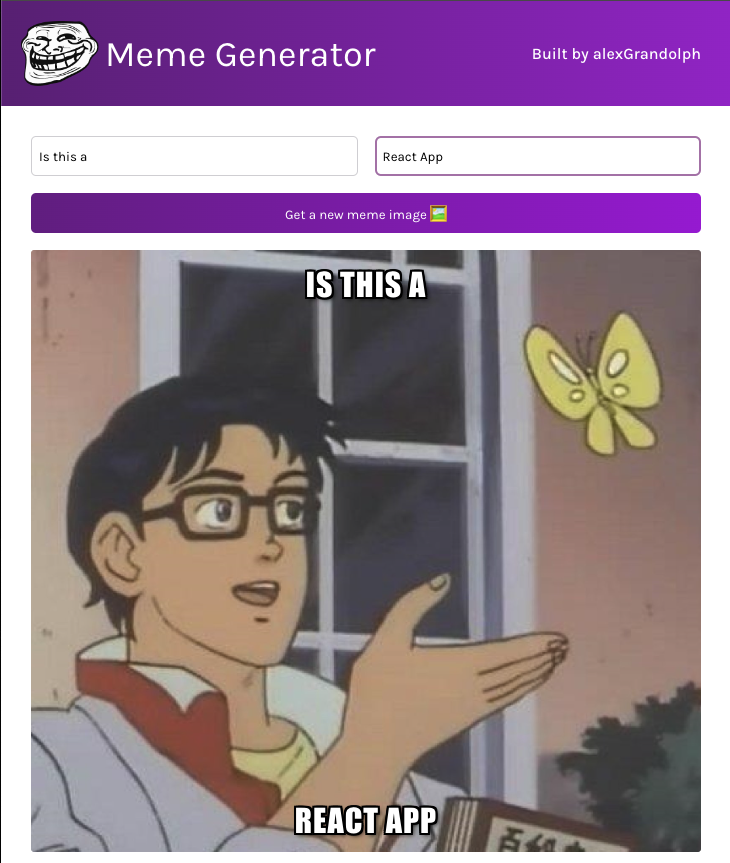 Meme Generator
Built by alexGrandolph
Is this a
React App
Get a new meme image
IS THIS A
REACT APP